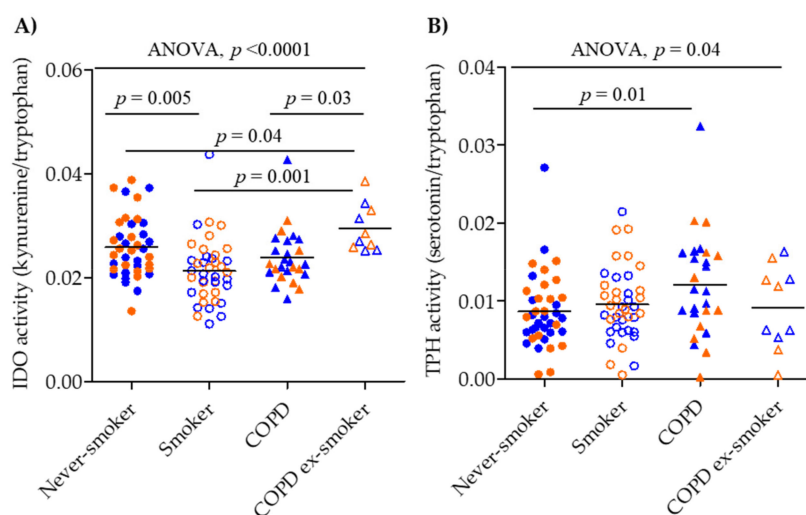 A)
ANOVA, p <0.0001
p = 0.005
p = 0.03
p = 0.04
p = 0.001
IDO activity (kynurenine/tryptophan)
0.06
0.04
0.02
0.00
Never-smoker
Smoker
COPD
COPD ex-smoker
B)
ANOVA, p = 0.04
p = 0.01
TPH activity (serotonin/tryptophan)
0.04
0.03
0.02
0.01
0.00
Never-smoker
Smoker
COPD
COPD ex-smoker